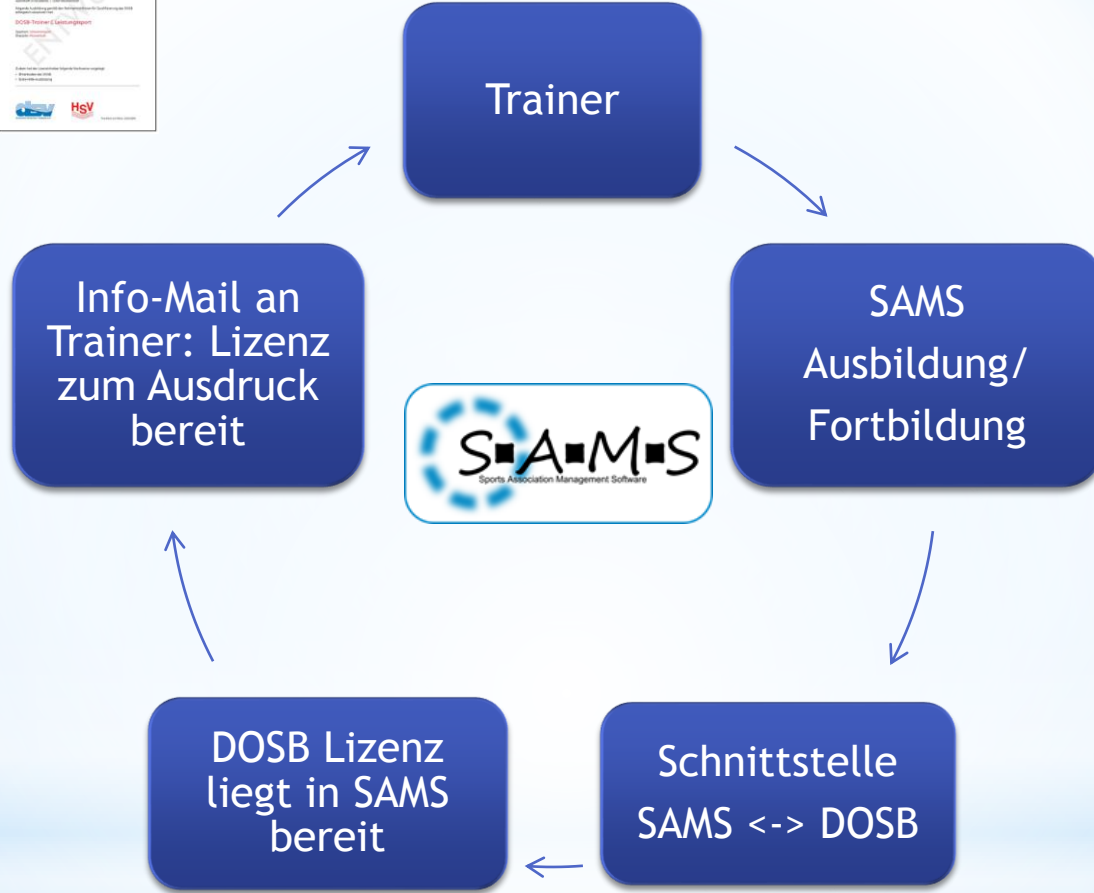 DOSB-Trainer C Leistungssport
dsv
HSV
Trainer
SAMS
Ausbildung/
Fortbildung
Schnittstelle
SAMS <-> DOSB
DOSB Lizenz
liegt in SAMS
bereit
Info-Mail an
Trainer: Lizenz
zum Ausdruck
bereit
S■A■M■S
Sports Association Management Software